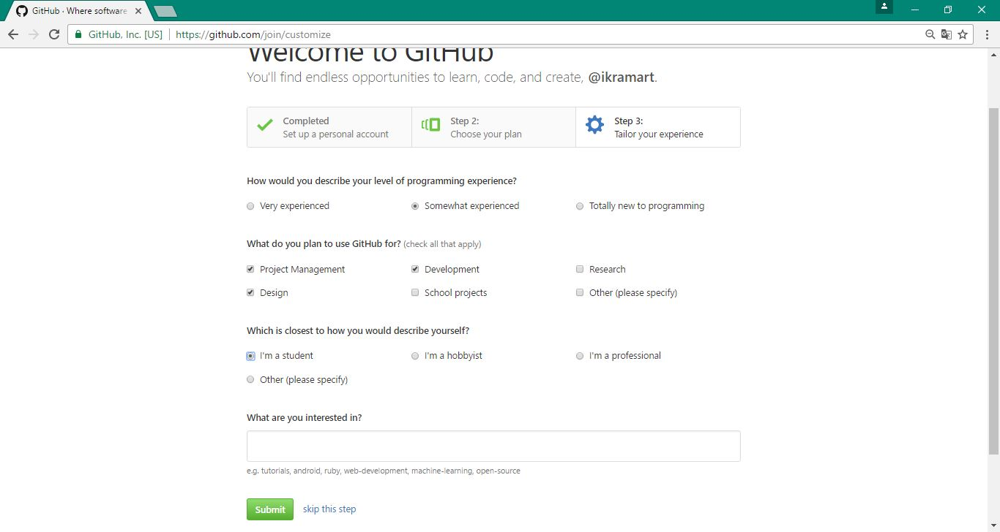 GitHub · Where software
GitHub, Inc. [US] https://github.com/join/customize
Welcome to GitHub
You'll find endless opportunities to learn, code, and create, @ikramart.
Completed
Set up a personal account
Step 2:
Choose your plan
Step 3:
Tailor your experience
How would you describe your level of programming experience?
Very experienced Somewhat experienced Totally new to programming
What do you plan to use GitHub for? (check all that apply)
Project Management Development Research
Design School projects Other (please specify)
Which is closest to how you would describe yourself?
I'm a student I'm a hobbyist I'm a professional
Other (please specify)
What are you interested in?
e.g. tutorials, android, ruby, web-development, machine-learning, open-source
Submit skip this step